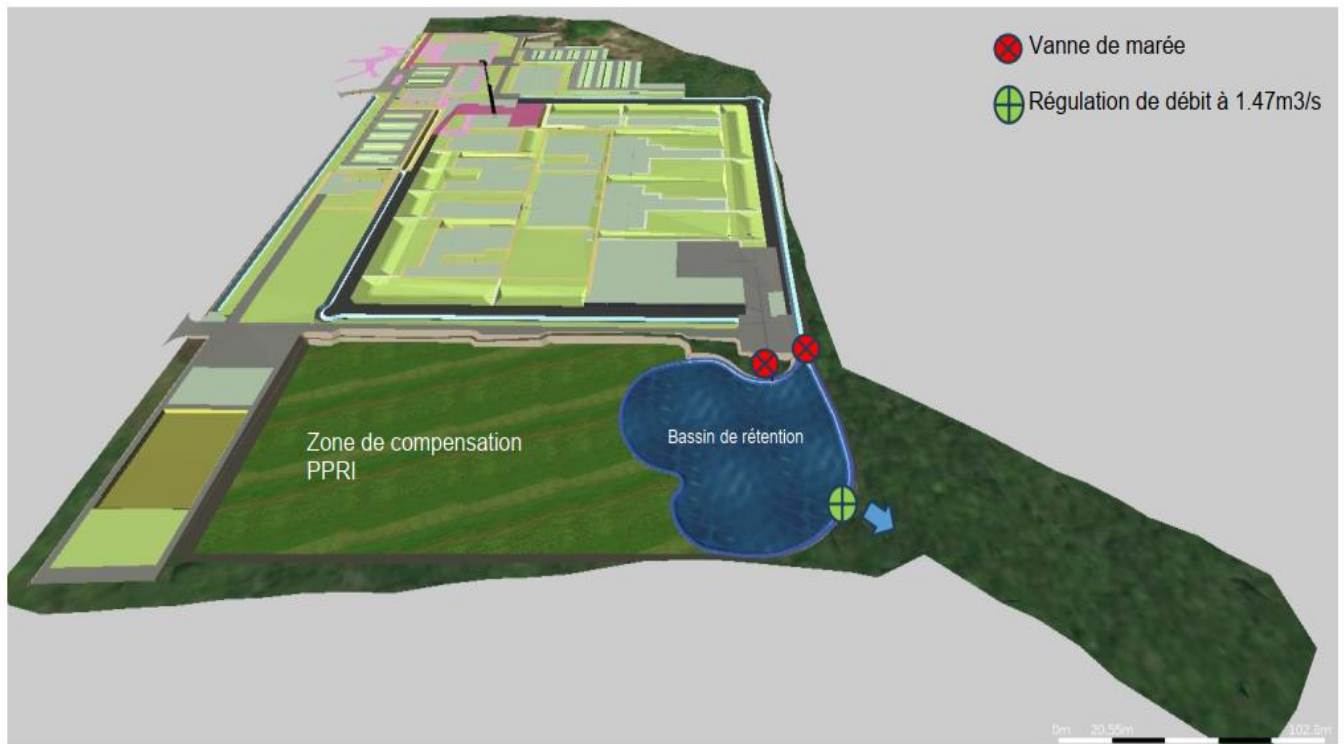 Vanne de marée
Régulation de débit à 1.47m3/s
Zone de compensation
PPRI
Bassin de rétention
0m 20.55m 102.8m